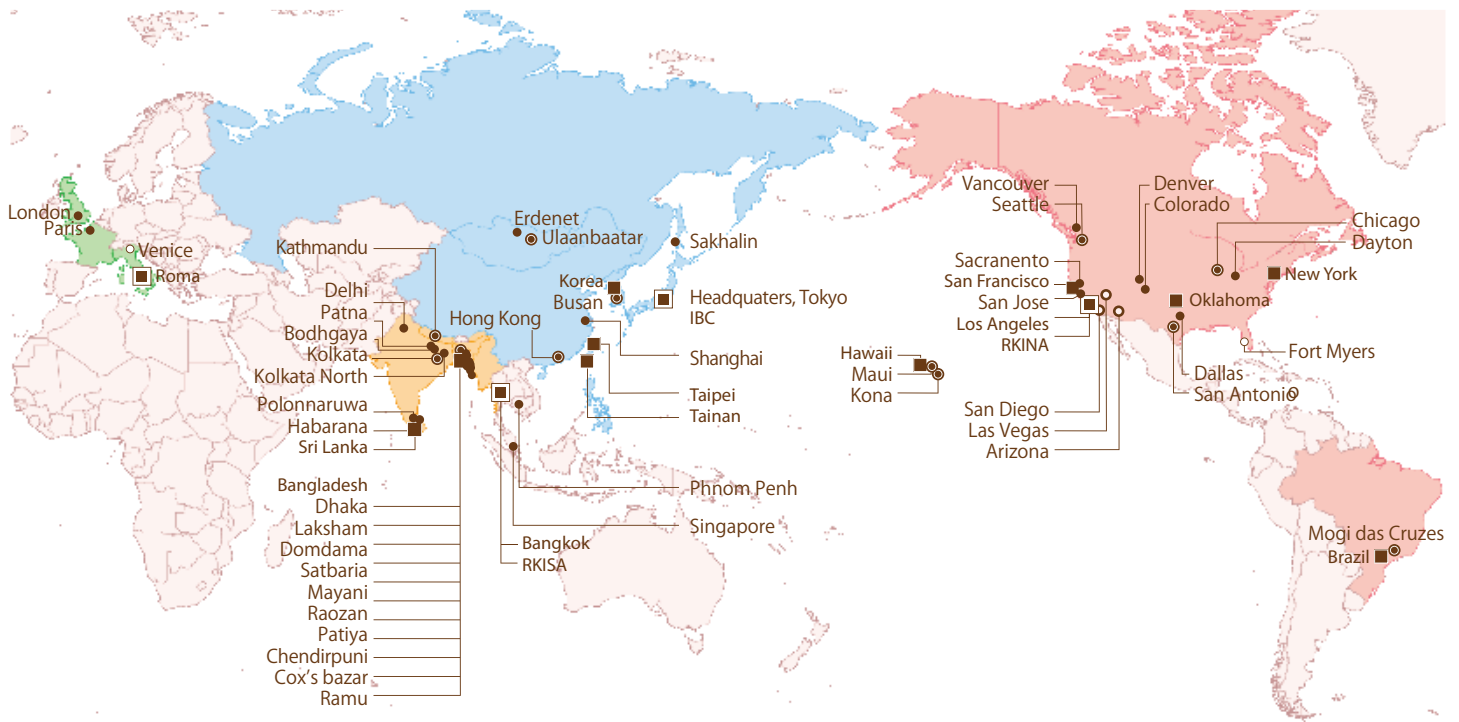 London
Paris
Venice
Roma
Kathmandu
Delhi
Patna
Bodhgaya
Kolkata
Kolkata North
Polonnaruwa
Habarana
Sri Lanka
Bangladesh
Dhaka
Laksham
Domdama
Satbaria
Mayani
Raozan
Patiya
Chendirpuni
Cox's bazar
Ramu
Erdenet
Ulaanbaatar
Sakhalin
Korea
Busan
Headquaters, Tokyo
IBC
Hong Kong
Shanghai
Taipei
Tainan
Phnom Penh
Singapore
Bangkok
RKISA
Hawaii
Maui
Kona
Vancouver
Seattle
Sacranento
San Francisco
San Jose
Los Angeles
RKINA
San Diego
Las Vegas
Arizona
Denver
Colorado
Chicago
Dayton
New York
Oklahoma
Fort Myers
Dallas
San Antonio
Mogi das Cruzes
Brazil